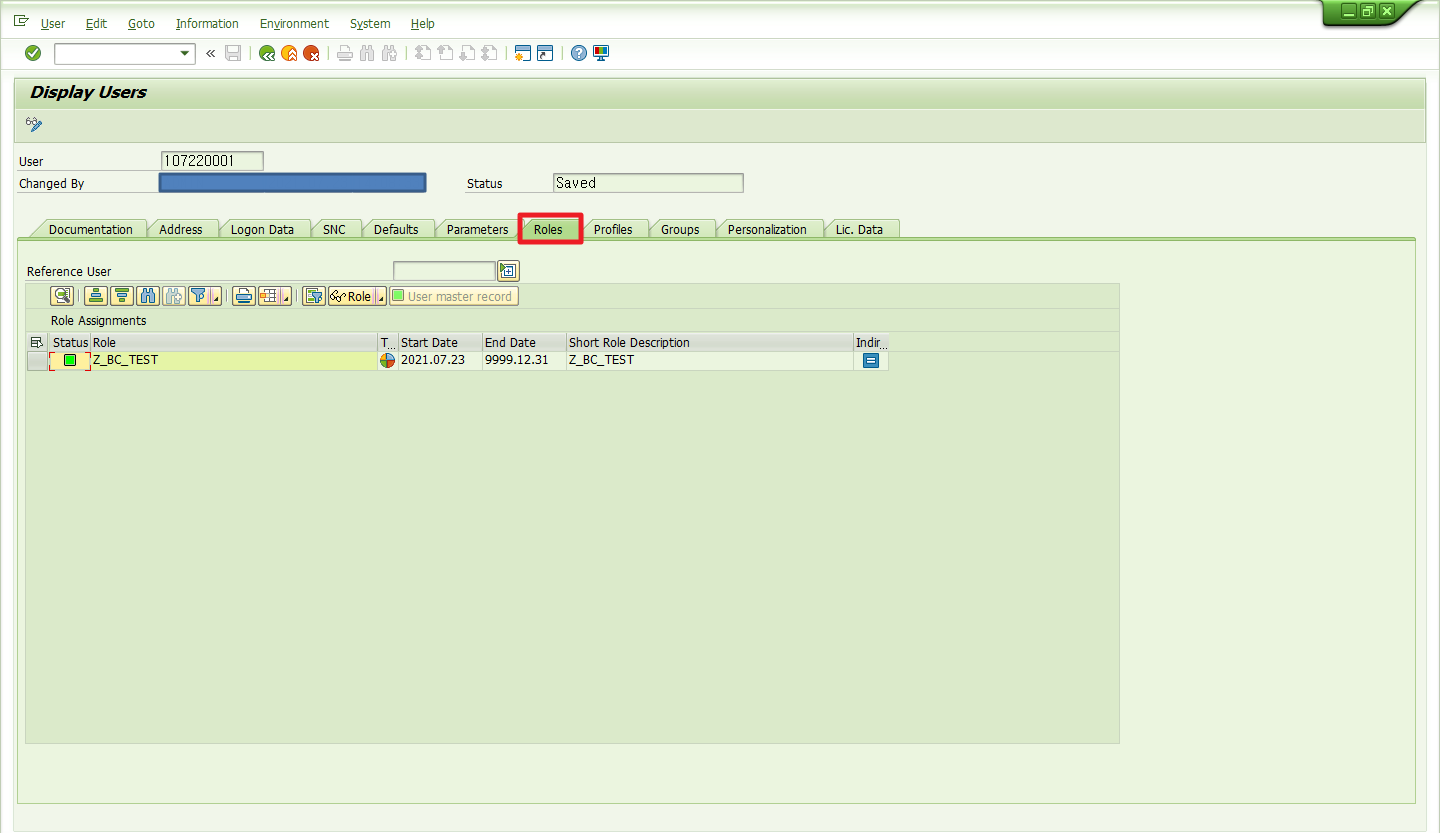 User Edit Goto Information Environment System Help
Display Users
User 107220001
Changed By Status Saved
Documentation Address Logon Data SNC Defaults Parameters Roles Profiles Groups Personalization Lic. Data
Reference User
Role User master record
Role Assignments
Status Role T... Start Date End Date Short Role Description Indir...
Z_BC_TEST 2021.07.23 9999.12.31 Z_BC_TEST